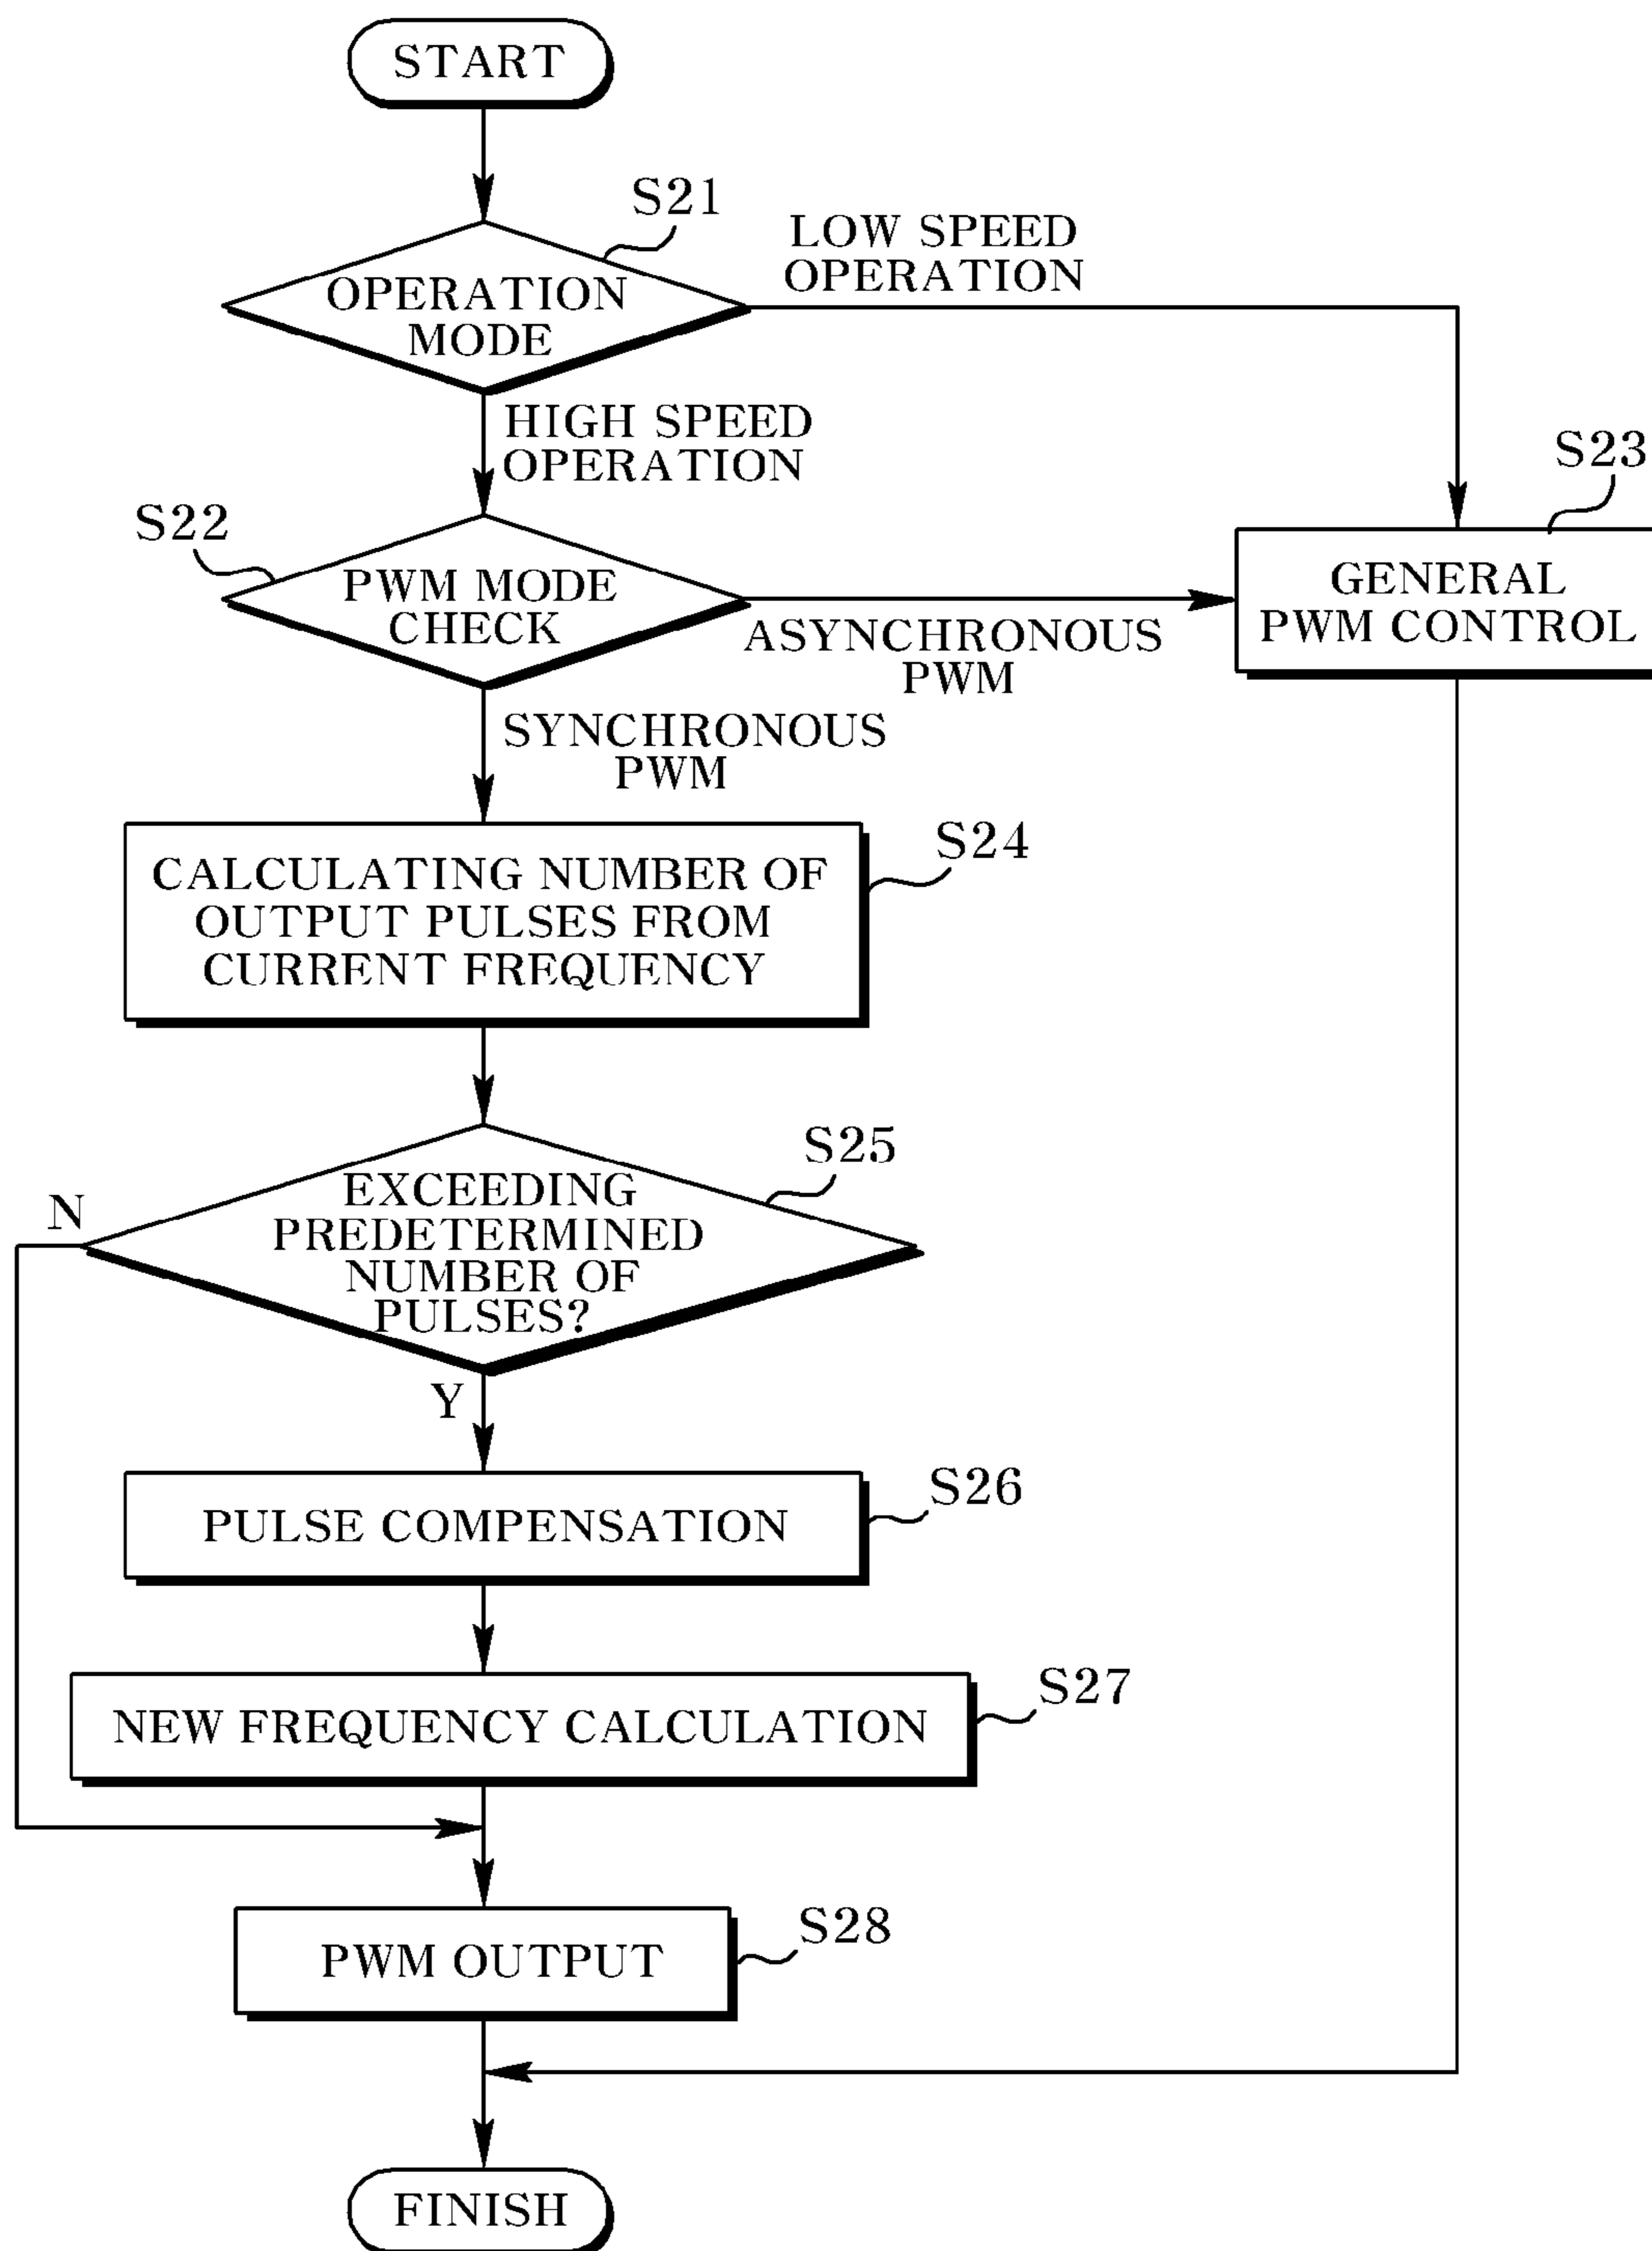 START
S21
LOW SPEED
OPERATION
OPERATION
MODE
HIGH SPEED
OPERATION
S23
S22
GENERAL
PWM CONTROL
PWM MODE
CHECK
ASYNCHRONOUS
PWM
SYNCHRONOUS
PWM
S24
CALCULATING NUMBER OF
OUTPUT PULSES FROM
CURRENT FREQUENCY
S25
N
EXCEEDING
PREDETERMINED
NUMBER OF
PULSES?
Y
S26
PULSE COMPENSATION
S27
NEW FREQUENCY CALCULATION
S28
PWM OUTPUT
FINISH